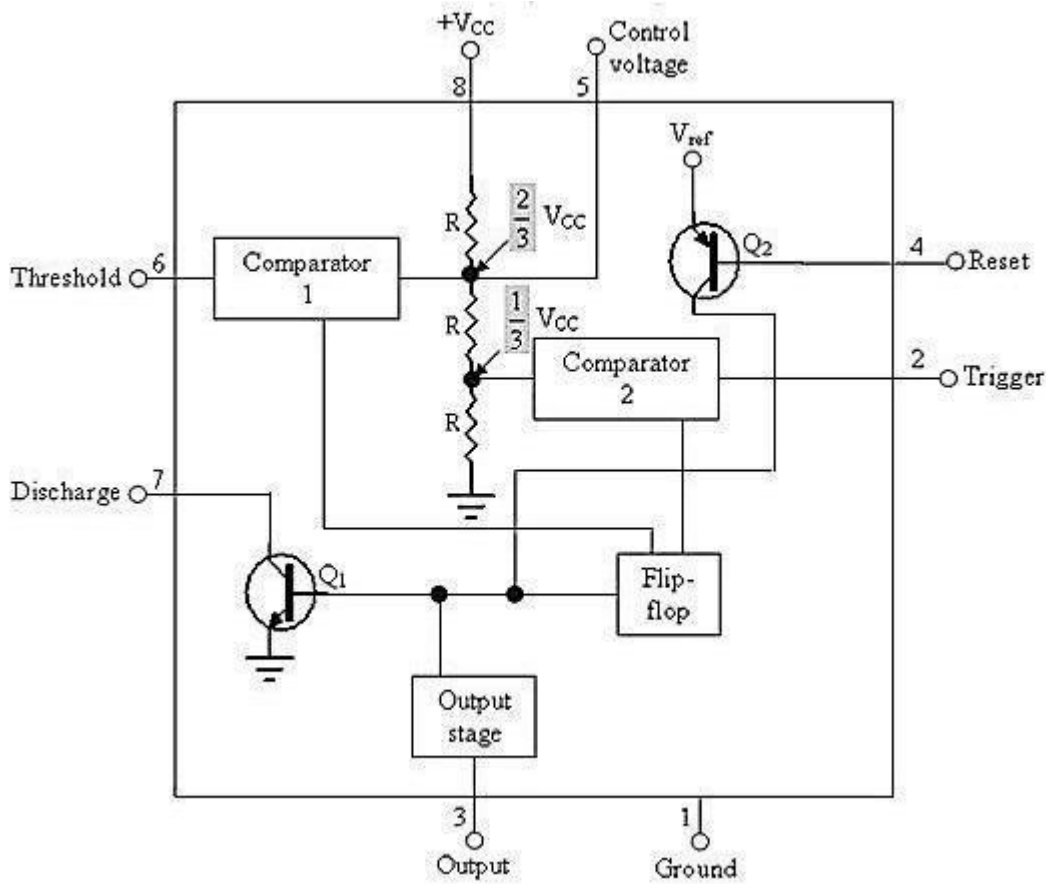 +VCC
Control
voltage
8
5
Vref
2
3
VCC
R
Q2
6
Comparator
1
4
Threshold
Reset
1
3
VCC
R
Comparator
2
2
Trigger
R
7
Discharge
Q1
Flip-
flop
Output
stage
3
1
Output
Ground